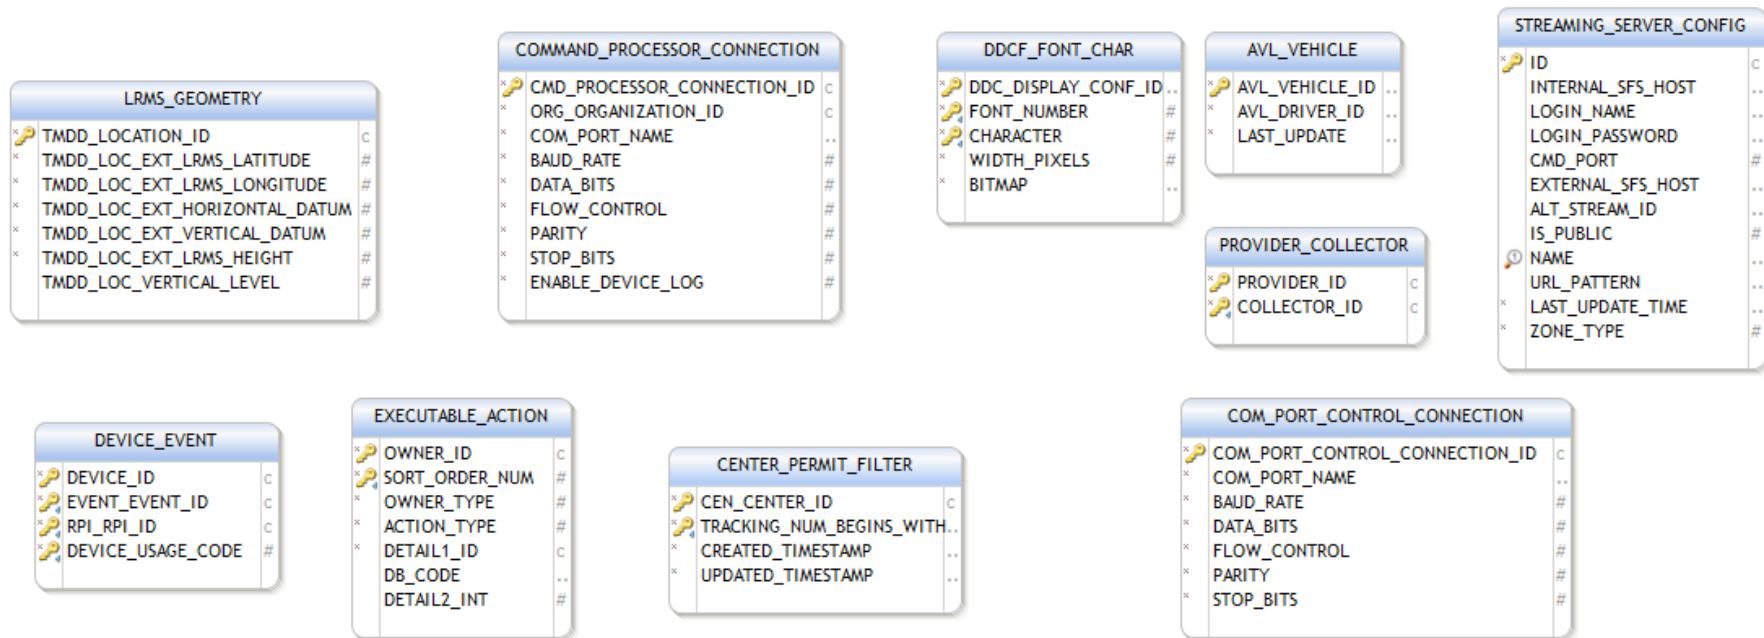 LRMS_GEOMETRY
TMDD_LOCATION_ID c
TMDD_LOC_EXT_LRMS_LATITUDE #
TMDD_LOC_EXT_LRMS_LONGITUDE #
TMDD_LOC_EXT_HORIZONTAL_DATUM #
TMDD_LOC_EXT_VERTICAL_DATUM #
TMDD_LOC_EXT_LRMS_HEIGHT #
TMDD_LOC_VERTICAL_LEVEL #
COMMAND_PROCESSOR_CONNECTION
CMD_PROCESSOR_CONNECTION_ID c
ORG_ORGANIZATION_ID c
COM_PORT_NAME ..
BAUD_RATE #
DATA_BITS #
FLOW_CONTROL #
PARITY #
STOP_BITS #
ENABLE_DEVICE_LOG #
DDCF_FONT_CHAR
DDC_DISPLAY_CONF_ID ..
FONT_NUMBER #
CHARACTER #
WIDTH_PIXELS #
BITMAP ..
AVL_VEHICLE
AVL_VEHICLE_ID ..
AVL_DRIVER_ID ..
LAST_UPDATE ..
PROVIDER_COLLECTOR
PROVIDER_ID c
COLLECTOR_ID c
STREAMING_SERVER_CONFIG
ID c
INTERNAL_SFS_HOST ..
LOGIN_NAME ..
LOGIN_PASSWORD ..
CMD_PORT #
EXTERNAL_SFS_HOST ..
ALT_STREAM_ID ..
IS_PUBLIC #
NAME ..
URL_PATTERN ..
LAST_UPDATE_TIME ..
ZONE_TYPE #
DEVICE_EVENT
DEVICE_ID c
EVENT_EVENT_ID c
RPI_RPI_ID c
DEVICE_USAGE_CODE #
EXECUTABLE_ACTION
OWNER_ID c
SORT_ORDER_NUM #
OWNER_TYPE #
ACTION_TYPE #
DETAIL1_ID c
DB_CODE ..
DETAIL2_INT #
CENTER_PERMIT_FILTER
CEN_CENTER_ID c
TRACKING_NUM_BEGINS_WITH ..
CREATED_TIMESTAMP ..
UPDATED_TIMESTAMP ..
COM_PORT_CONTROL_CONNECTION
COM_PORT_CONTROL_CONNECTION_ID c
COM_PORT_NAME ..
BAUD_RATE #
DATA_BITS #
FLOW_CONTROL #
PARITY #
STOP_BITS #